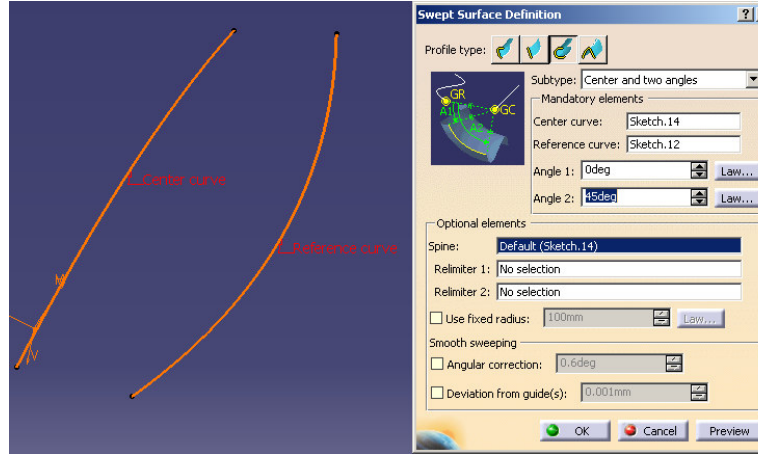 Swept Surface Definition
Profile type:
Subtype: Center and two angles
Mandatory elements
Center curve: Sketch.14
Reference curve: Sketch.12
Angle 1: 0deg Law...
Angle 2: 45deg Law...
GR
GC
A1
A2
Optional elements
Spine: Default (Sketch.14)
Relimiter 1: No selection
Relimiter 2: No selection
Use fixed radius: 100mm Law...
Smooth sweeping
Angular correction: 0.6deg
Deviation from guide(s): 0.001mm
OK Cancel Preview
Center curve
Reference curve